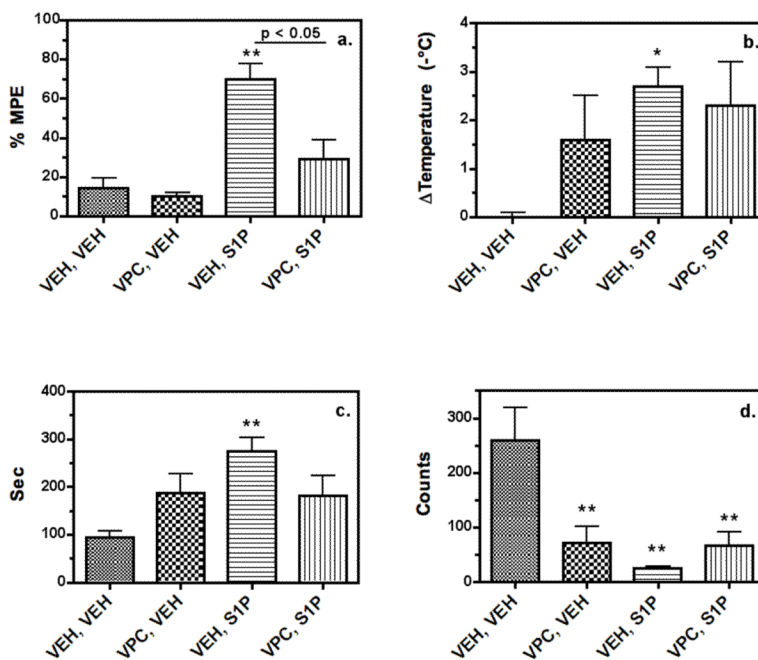 a.
p < 0.05
**
% MPE
100
80
60
40
20
0
VEH, VEH
VPC, VEH
VEH, S1P
VPC, S1P
b.
*
ΔTemperature (-°C)
4
3
2
1
0
VEH, VEH
VPC, VEH
VEH, S1P
VPC, S1P
c.
**
Sec
400
300
200
100
0
VEH, VEH
VPC, VEH
VEH, S1P
VPC, S1P
d.
**
**
**
Counts
300
200
100
0
VEH, VEH
VPC, VEH
VEH, S1P
VPC, S1P